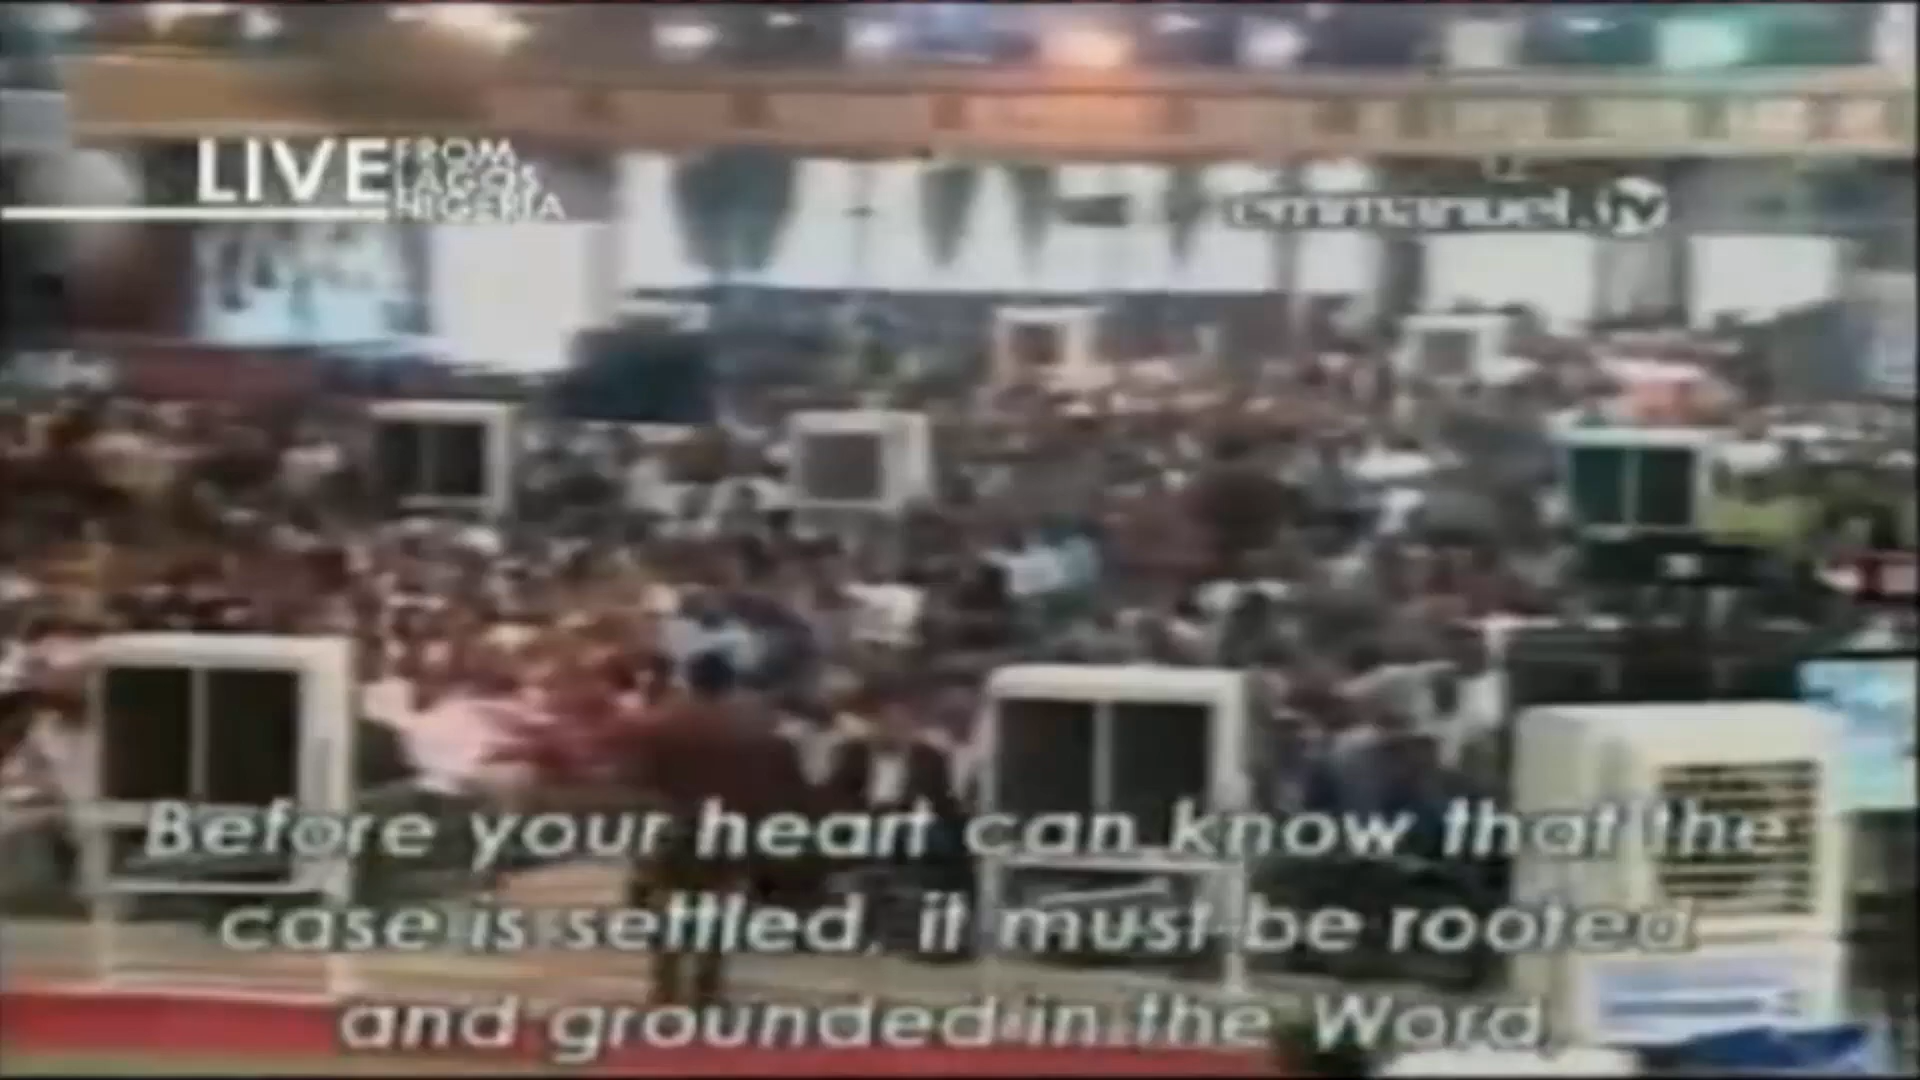 LIVE FROM
LAGOS
NIGERIA
emmanuel.tv
Before your heart can know that the
case is settled, it must be rooted
and grounded in the Word,